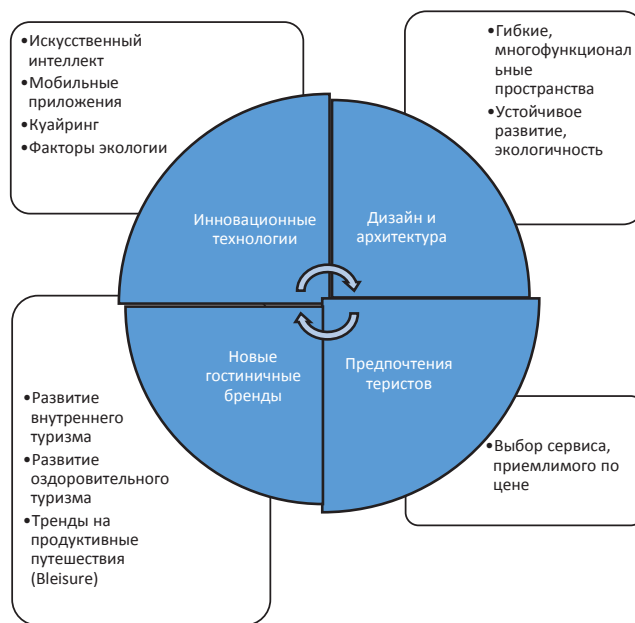 •Искусственный
интеллект
•Мобильные
приложения
•Куайринг
•Факторы экологии
•Гибкие,
многофункционал
ьные
пространства
•Устойчивое
развитие,
экологичность
Инновационные
технологии
Дизайн и
архитектура
Новые
гостиничные
бренды
Предпочтения
теристов
•Развитие
внутреннего
туризма
•Развитие
оздоровительного
туризма
•Тренды на
продуктивные
путешествия
(Bleisure)
•Выбор сервиса,
приемлимого по
цене